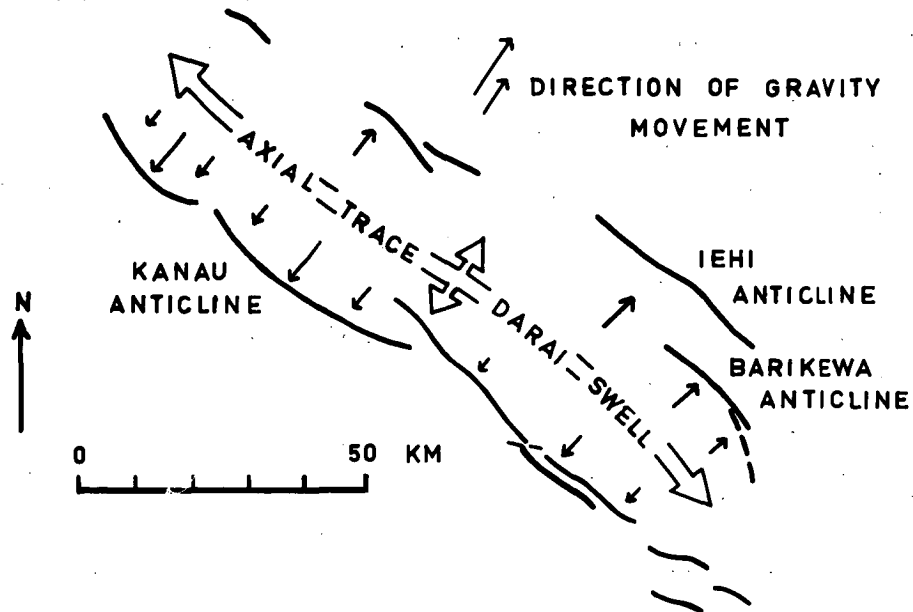 DIRECTION OF GRAVITY
MOVEMENT
AXIAL TRACE DARAI SWELL
KANAU
ANTICLINE
IEHI
ANTICLINE
BARIKEWA
ANTICLINE
N
0 50 KM